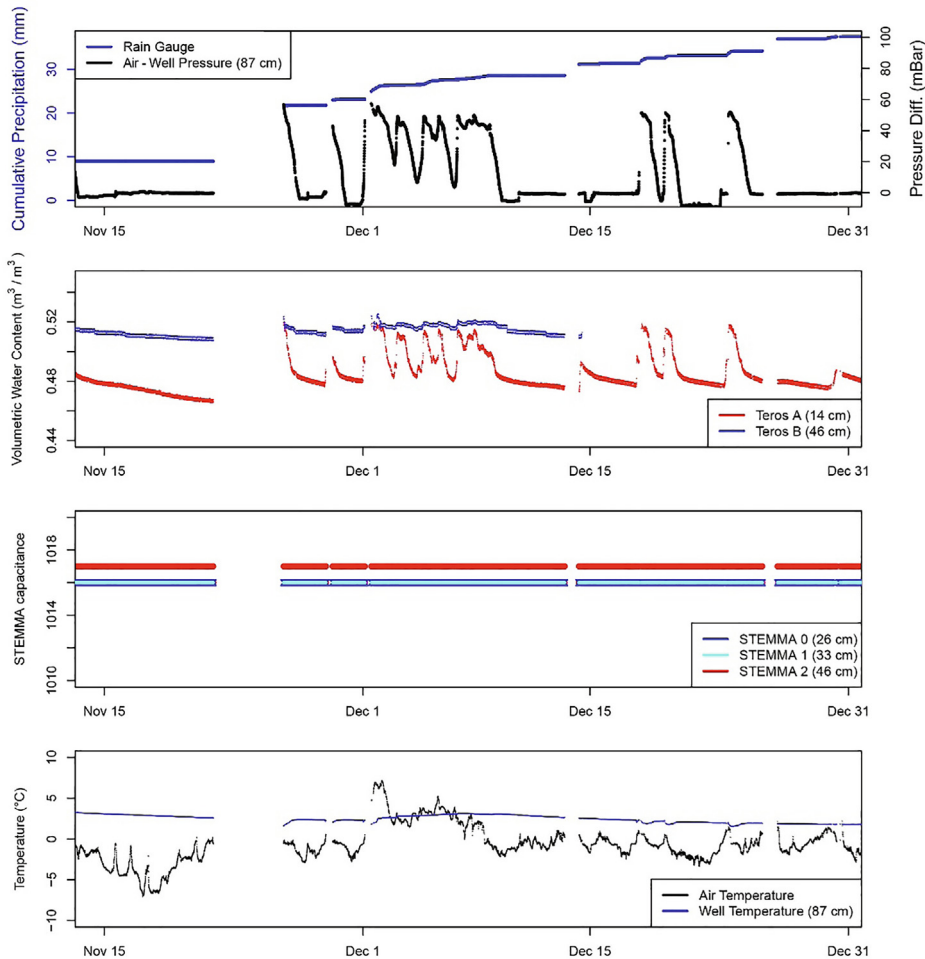 Cumulative Precipitation (mm)
30
20
10
0
Rain Gauge
Air - Well Pressure (87 cm)
100
80
60
40
20
0
Pressure Diff. (mBar)
Nov 15 Dec 1 Dec 15 Dec 31
Volumetric Water Content (m³ / m³)
0.52
0.48
0.44
Teros A (14 cm)
Teros B (46 cm)
Nov 15 Dec 1 Dec 15 Dec 31
STEMMA capacitance
1018
1014
1010
STEMMA 0 (26 cm)
STEMMA 1 (33 cm)
STEMMA 2 (46 cm)
Nov 15 Dec 1 Dec 15 Dec 31
Temperature (°C)
10
5
0
−5
−10
Air Temperature
Well Temperature (87 cm)
Nov 15 Dec 1 Dec 15 Dec 31